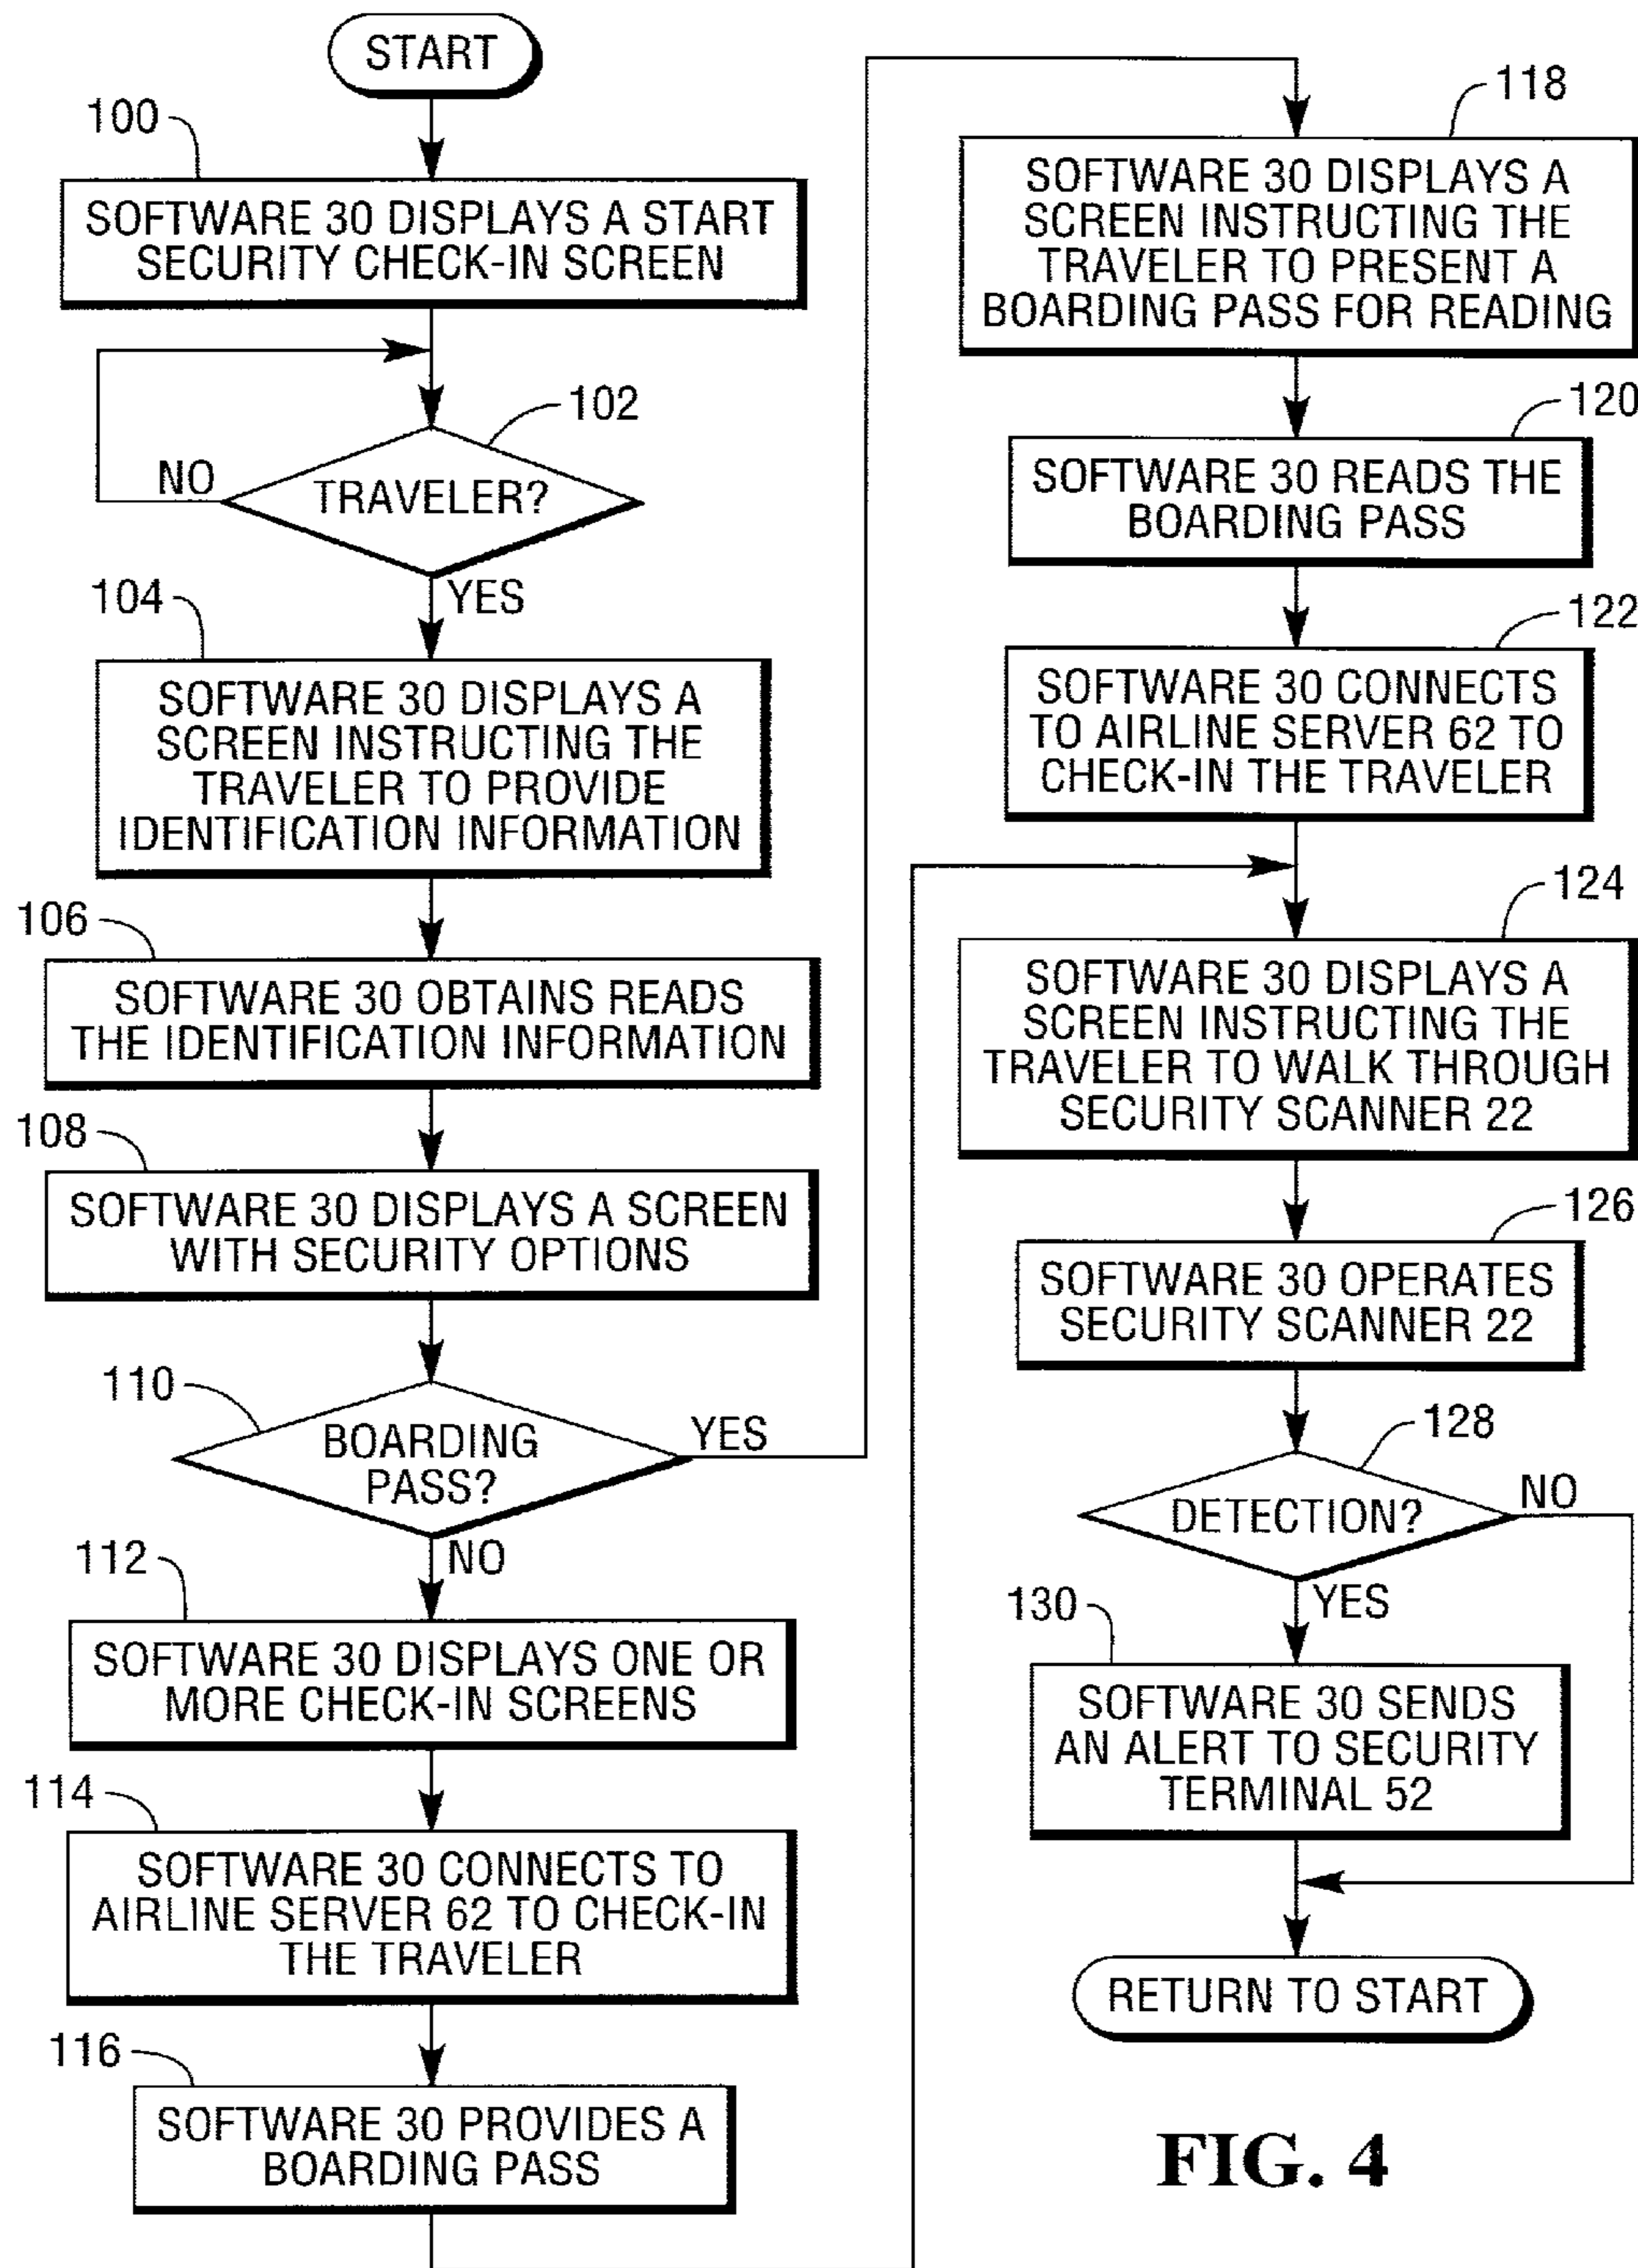 START
100
SOFTWARE 30 DISPLAYS A START
SECURITY CHECK-IN SCREEN
102
NO
TRAVELER?
YES
104
SOFTWARE 30 DISPLAYS A
SCREEN INSTRUCTING THE
TRAVELER TO PROVIDE
IDENTIFICATION INFORMATION
106
SOFTWARE 30 OBTAINS READS
THE IDENTIFICATION INFORMATION
108
SOFTWARE 30 DISPLAYS A SCREEN
WITH SECURITY OPTIONS
110
BOARDING
PASS?
YES
NO
112
SOFTWARE 30 DISPLAYS ONE OR
MORE CHECK-IN SCREENS
114
SOFTWARE 30 CONNECTS TO
AIRLINE SERVER 62 TO CHECK-IN
THE TRAVELER
116
SOFTWARE 30 PROVIDES A
BOARDING PASS
118
SOFTWARE 30 DISPLAYS A
SCREEN INSTRUCTING THE
TRAVELER TO PRESENT A
BOARDING PASS FOR READING
120
SOFTWARE 30 READS THE
BOARDING PASS
122
SOFTWARE 30 CONNECTS
TO AIRLINE SERVER 62 TO
CHECK-IN THE TRAVELER
124
SOFTWARE 30 DISPLAYS A
SCREEN INSTRUCTING THE
TRAVELER TO WALK THROUGH
SECURITY SCANNER 22
126
SOFTWARE 30 OPERATES
SECURITY SCANNER 22
128
DETECTION?
NO
YES
130
SOFTWARE 30 SENDS
AN ALERT TO SECURITY
TERMINAL 52
RETURN TO START
FIG. 4